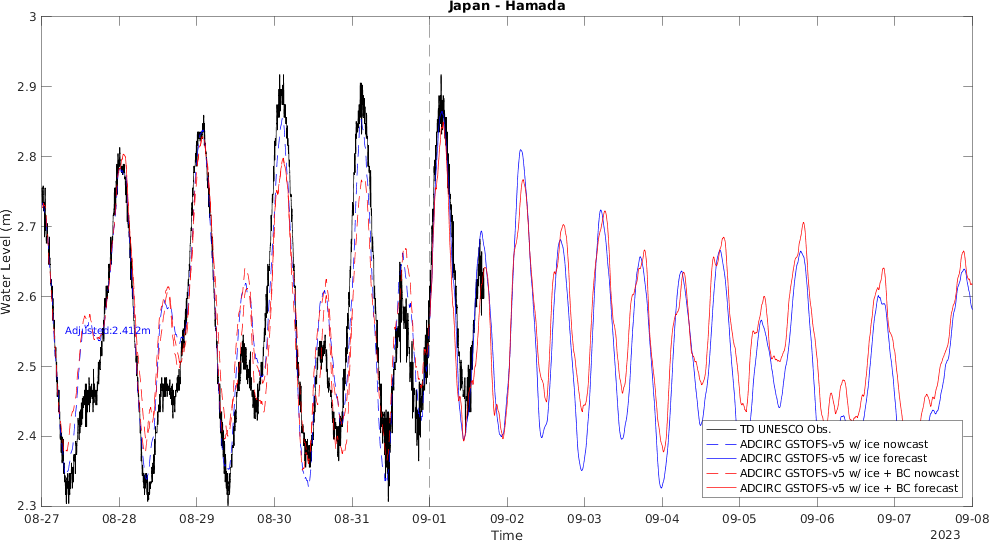 Japan - Hamada
3
2.9
2.8
2.7
2.6
2.5
2.4
2.3
Water Level (m)
Adjusted:2.412m
TD UNESCO Obs.
ADCIRC GSTOFS-v5 w/ ice nowcast
ADCIRC GSTOFS-v5 w/ ice forecast
ADCIRC GSTOFS-v5 w/ ice + BC nowcast
ADCIRC GSTOFS-v5 w/ ice + BC forecast
08-27 08-28 08-29 08-30 08-31 09-01 09-02 09-03 09-04 09-05 09-06 09-07 09-08
Time
2023